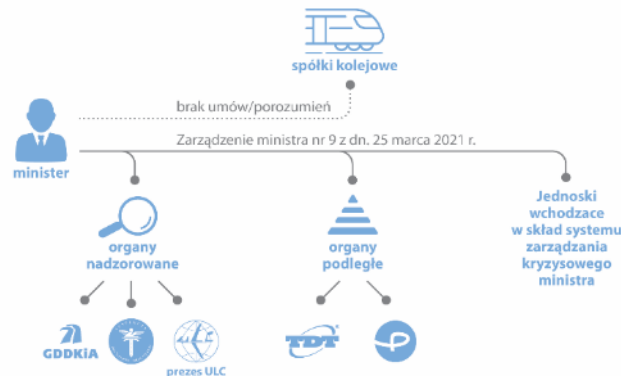 spółki kolejowe
brak umów/porozumień
Zarządzenie ministra nr 9 z dn. 25 marca 2021 r.
minister
organy
nadzorowane
organy
podległe
Jednoski
wchodzace
w skład systemu
zarządzania
kryzysowego
ministra
GDDKiA
prezes ULC
TDT